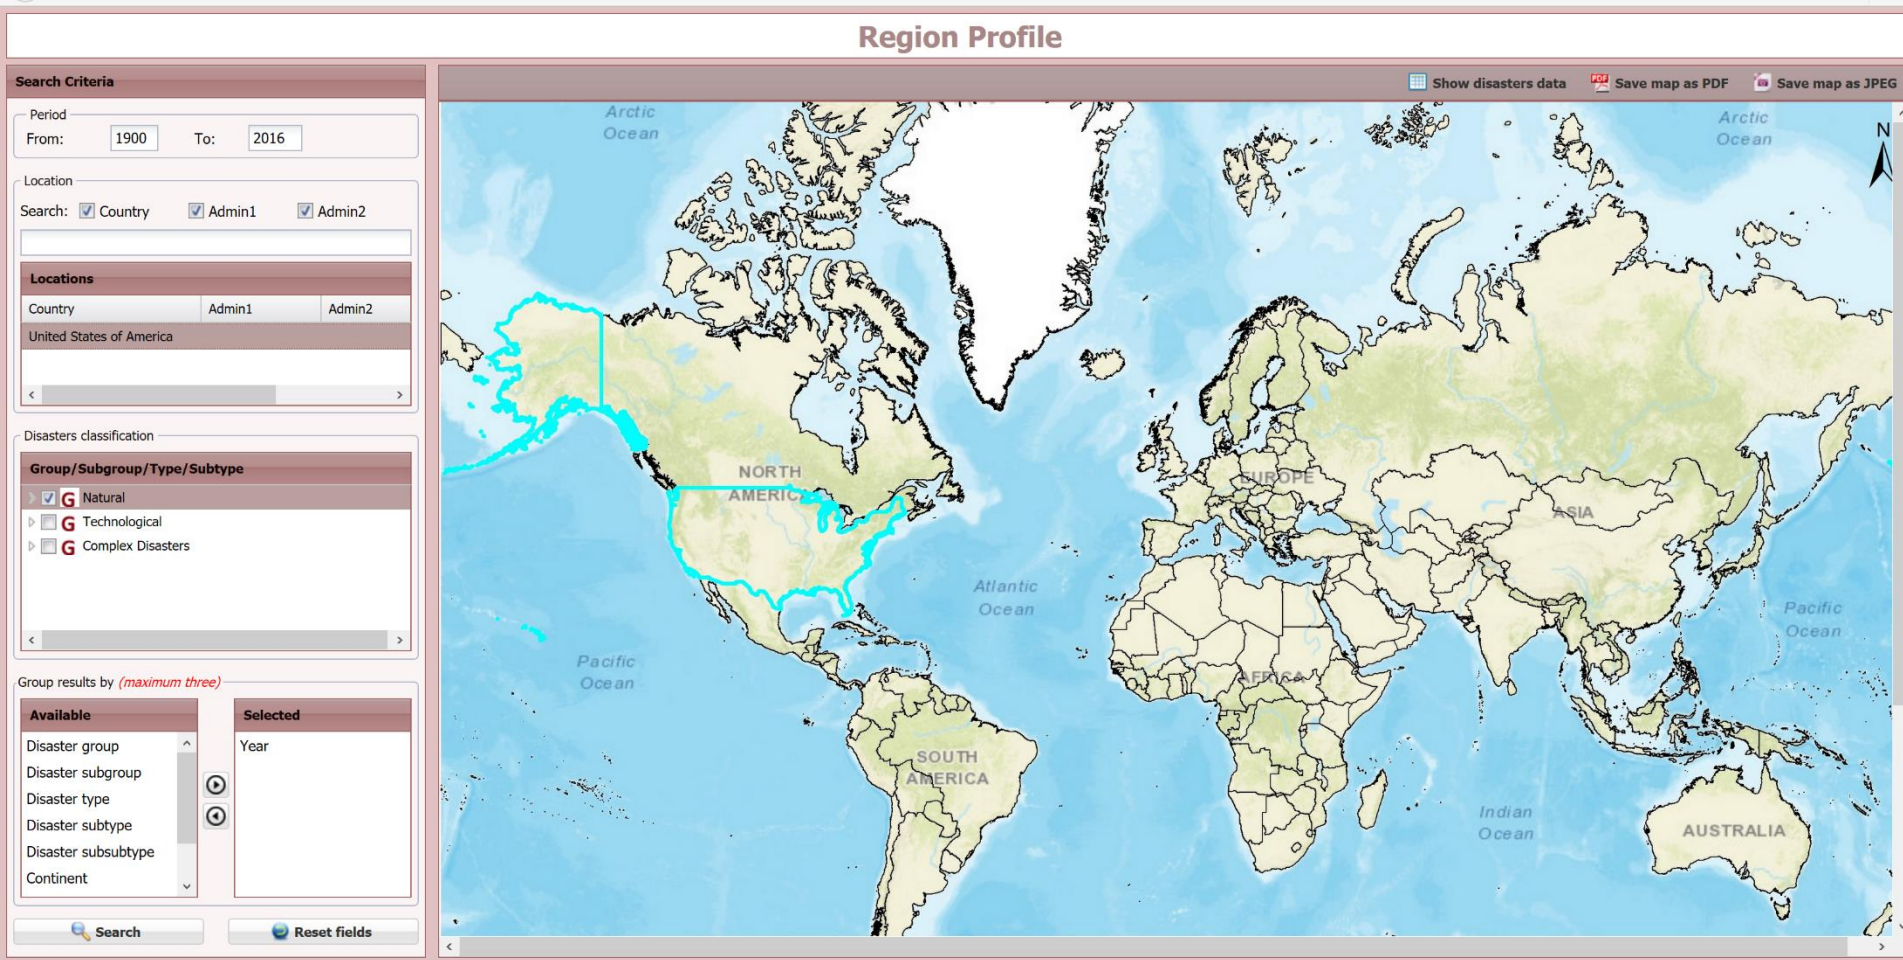 Region Profile
Search Criteria
Show disasters data
PDF
Save map as PDF
Save map as JPEG
Period
From: 1900 To: 2016
Location
Search: Country Admin1 Admin2
Locations
Country Admin1 Admin2
United States of America
Disasters classification
Group/Subgroup/Type/Subtype
G Natural
G Technological
G Complex Disasters
Group results by (maximum three)
Available
Disaster group
Disaster subgroup
Disaster type
Disaster subtype
Disaster subsubtype
Continent
Selected
Year
Search
Reset fields
Arctic
Ocean
Arctic
Ocean
N
NORTH
AMERICA
EUROPE
ASIA
Atlantic
Ocean
Pacific
Ocean
Pacific
Ocean
AFRICA
SOUTH
AMERICA
Indian
Ocean
AUSTRALIA